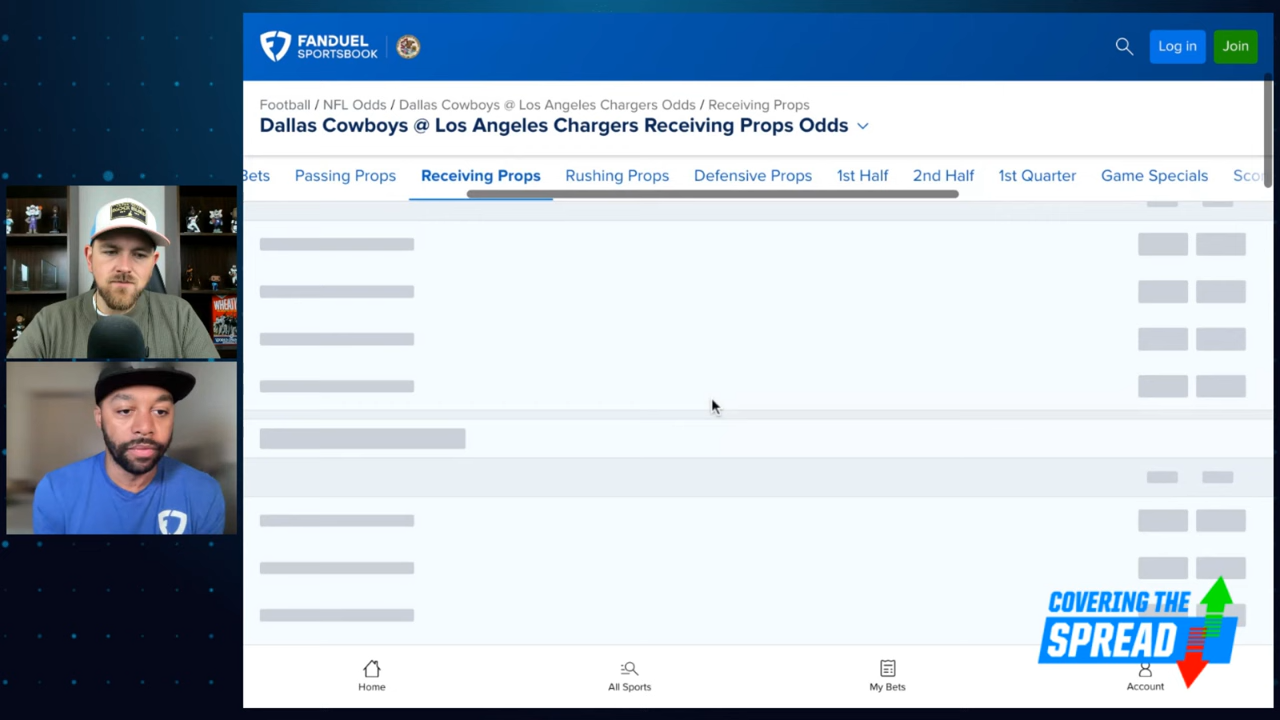 FANDUEL
SPORTSBOOK
Log in
Join
Football / NFL Odds / Dallas Cowboys @ Los Angeles Chargers Odds / Receiving Props
Dallas Cowboys @ Los Angeles Chargers Receiving Props Odds
Bets
Passing Props
Receiving Props
Rushing Props
Defensive Props
1st Half
2nd Half
1st Quarter
Game Specials
Sco
WHEATI
COVERING THE
SPREAD
Home
All Sports
My Bets
Account